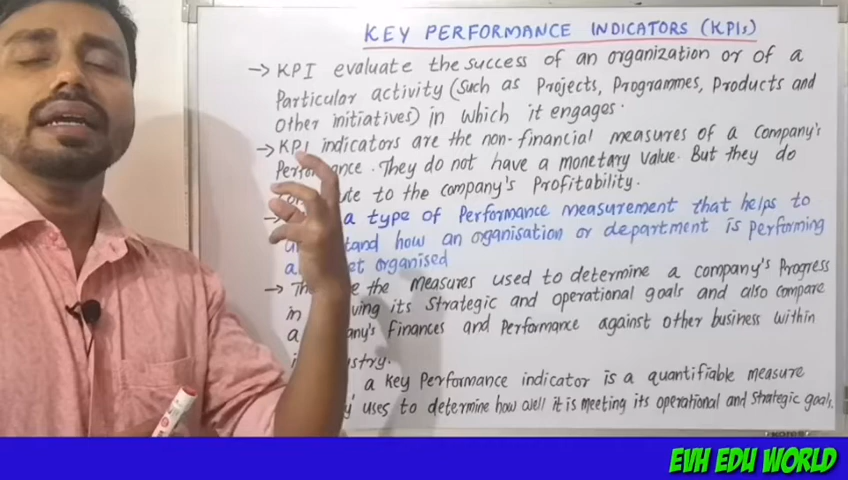 KEY PERFORMANCE INDICATORS (KPIs)
→ KPI evaluate the success of an organization or of a
Particular activity (such as Projects, Programmes, Products and
other initiatives) in which it engages.
→ KPI indicators are the non-financial measures of a company's
Performance. They do not have a monetary value. But they do
to the company's Profitability.
a type of Performance measurement that helps to
how an organisation or department is performing
organised
→ the measures used to determine a company's Progress
in its strategic and operational goals and also compare
a Finances and Performance against other business within
a Key Performance indicator is a quantifiable measure
uses to determine how well it is meeting its operational and strategic goals.
EVH EDU WORLD